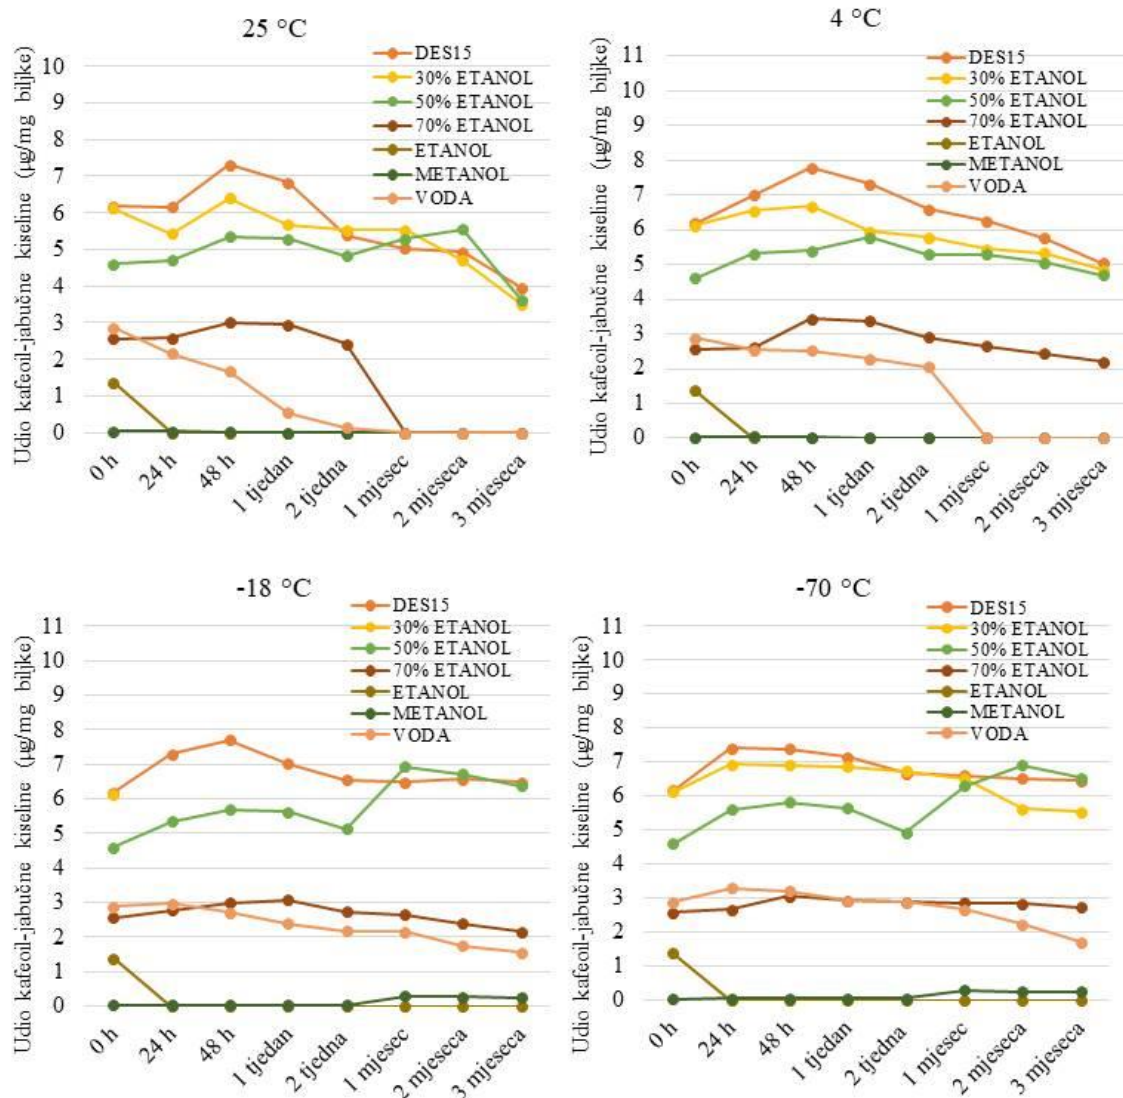 25 °C
Udio kafeoil-jabučne kiseline (µg/mg biljke)
10
9
8
7
6
5
4
3
2
1
0
DES15
30% ETANOL
50% ETANOL
70% ETANOL
ETANOL
METANOL
VODA
0 h
24 h
48 h
1 tjedan
2 tjedna
1 mjesec
2 mjeseca
3 mjeseca
4 °C
Udio kafeoil-jabučne kiseline (µg/mg biljke)
11
10
9
8
7
6
5
4
3
2
1
0
DES15
30% ETANOL
50% ETANOL
70% ETANOL
ETANOL
METANOL
VODA
0 h
24 h
48 h
1 tjedan
2 tjedna
1 mjesec
2 mjeseca
3 mjeseca
-18 °C
Udio kafeoil-jabučne kiseline (µg/mg biljke)
11
10
9
8
7
6
5
4
3
2
1
0
DES15
30% ETANOL
50% ETANOL
70% ETANOL
ETANOL
METANOL
VODA
0 h
24 h
48 h
1 tjedan
2 tjedna
1 mjesec
2 mjeseca
3 mjeseca
-70 °C
Udio kafeoil-jabučne kiseline (µg/mg biljke)
11
10
9
8
7
6
5
4
3
2
1
0
DES15
30% ETANOL
50% ETANOL
70% ETANOL
ETANOL
METANOL
VODA
0 h
24 h
48 h
1 tjedan
2 tjedna
1 mjesec
2 mjeseca
3 mjeseca